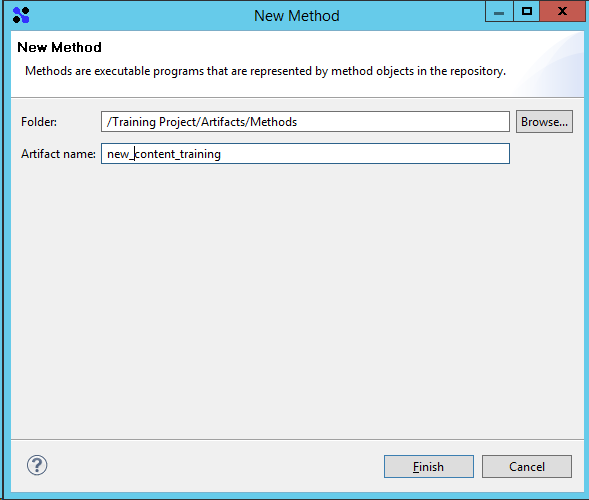 New Method
New Method
Methods are executable programs that are represented by method objects in the repository.
Folder: /Training Project/Artifacts/Methods Browse...
Artifact name: new_content_training
? Finish Cancel